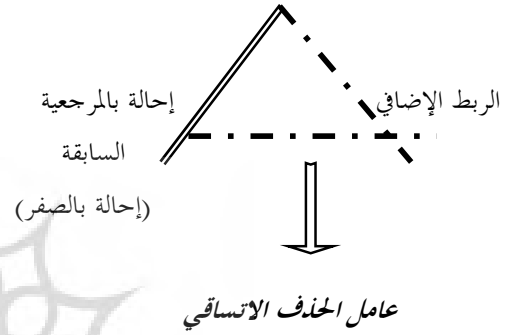 الربط الإضافي
إحالة بالمرجعية
السابقة
(إحالة بالصفر)
عامل الحذف الاتساقي